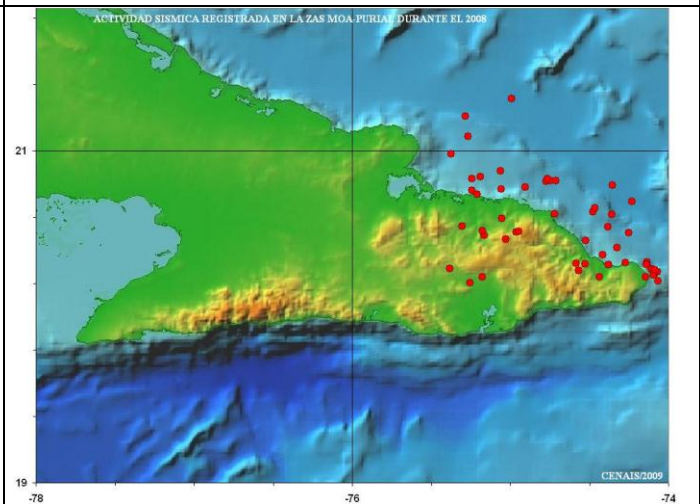 ACTIVIDAD SISMICA REGISTRADA EN LA ZAS MOA-PURIAL DURANTE EL 2008
21
19
CENAIS/2009
-78
-76
-74